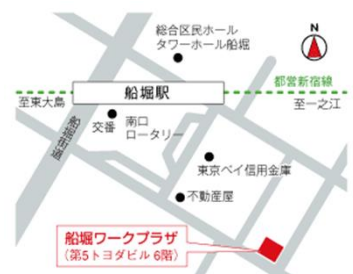 総合区民ホール
タワーホール船堀
N
都営新宿線
船堀駅
至東大島
至一之江
船堀街道
交番
南口
ロータリー
東京ベイ信用金庫
不動産屋
船堀ワークプラザ
(第5トヨダビル 6階)